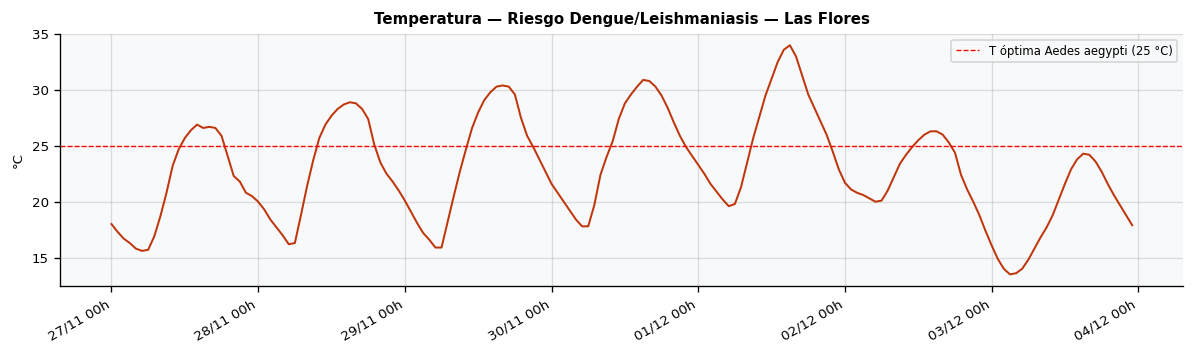 Temperatura — Riesgo Dengue/Leishmaniasis — Las Flores
T óptima Aedes aegypti (25 °C)
°C
35
30
25
20
15
27/11 00h
28/11 00h
29/11 00h
30/11 00h
01/12 00h
02/12 00h
03/12 00h
04/12 00h